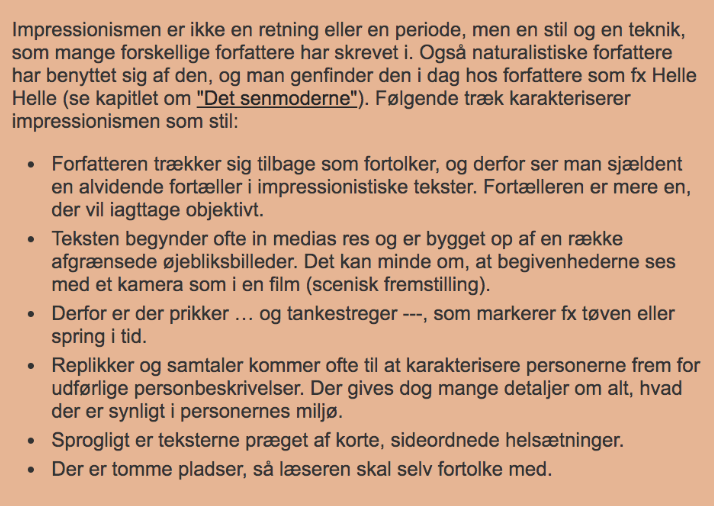 Impressionismen er ikke en retning eller en periode, men en stil og en teknik,
som mange forskellige forfattere har skrevet i. Også naturalistiske forfattere
har benyttet sig af den, og man genfinder den i dag hos forfattere som fx Helle
Helle (se kapitlet om "Det senmoderne"). Følgende træk karakteriserer
impressionismen som stil:
• Forfatteren trækker sig tilbage som fortolker, og derfor ser man sjældent
en alvidende fortæller i impressionistiske tekster. Fortælleren er mere en,
der vil iagttage objektivt.
• Teksten begynder ofte in medias res og er bygget op af en række
afgrænsede øjebliksbilleder. Det kan minde om, at begivenhederne ses
med et kamera som i en film (scenisk fremstilling).
• Derfor er der prikker … og tankestreger ---, som markerer fx tøven eller
spring i tid.
• Replikker og samtaler kommer ofte til at karakterisere personerne frem for
udførlige personbeskrivelser. Der gives dog mange detaljer om alt, hvad
der er synligt i personernes miljø.
• Sprogligt er teksterne præget af korte, sideordnede helsætninger.
• Der er tomme pladser, så læseren skal selv fortolke med.